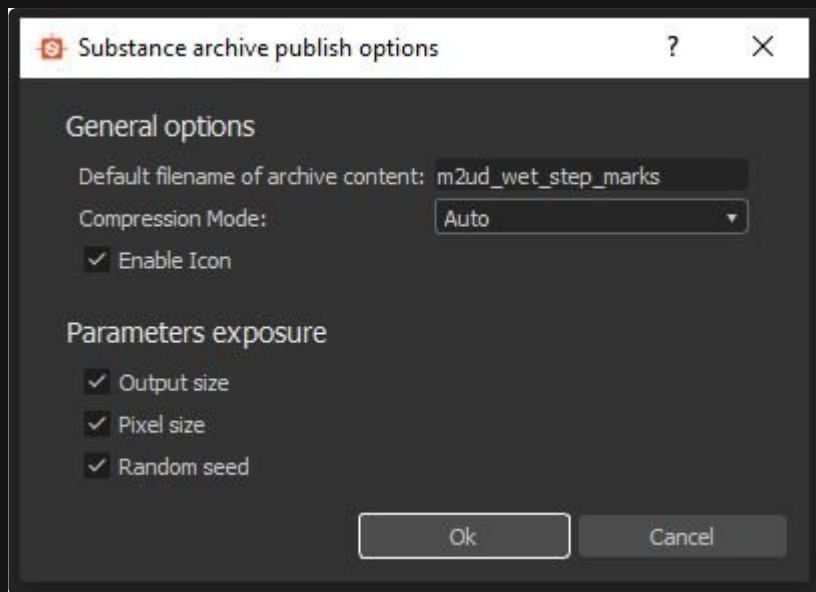 Substance archive publish options
General options
Default filename of archive content: m2ud_wet_step_marks
Compression Mode: Auto
Enable Icon
Parameters exposure
Output size
Pixel size
Random seed
Ok Cancel